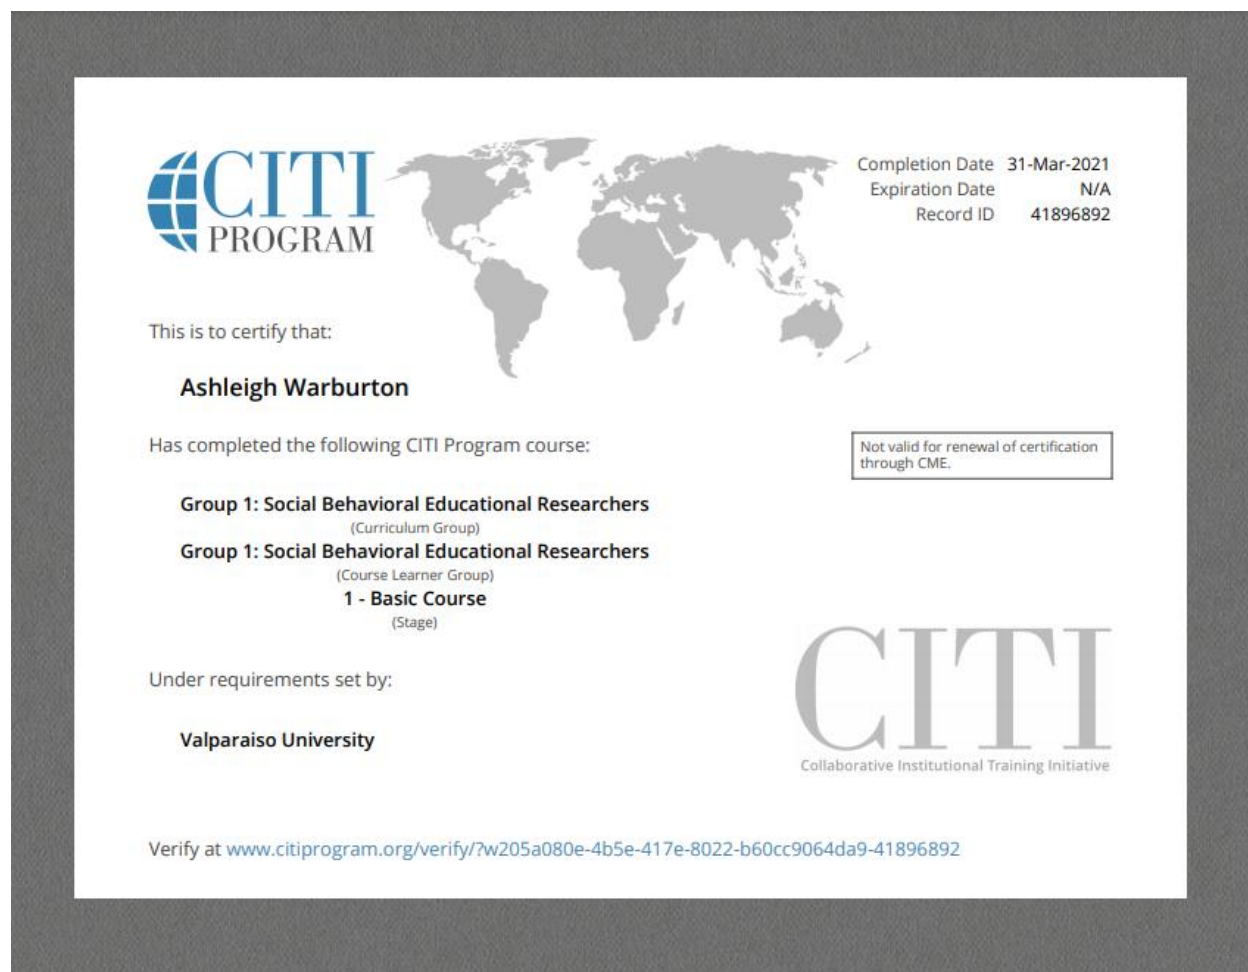 CITI
PROGRAM
Completion Date 31-Mar-2021
Expiration Date N/A
Record ID 41896892
This is to certify that:
Ashleigh Warburton
Has completed the following CITI Program course:
Not valid for renewal of certification
through CME.
Group 1: Social Behavioral Educational Researchers
(Curriculum Group)
Group 1: Social Behavioral Educational Researchers
(Course Learner Group)
1 - Basic Course
(Stage)
Under requirements set by:
Valparaiso University
CITI
Collaborative Institutional Training Initiative
Verify at www.citiprogram.org/verify/?w205a080e-4b5e-417e-8022-b60cc9064da9-41896892